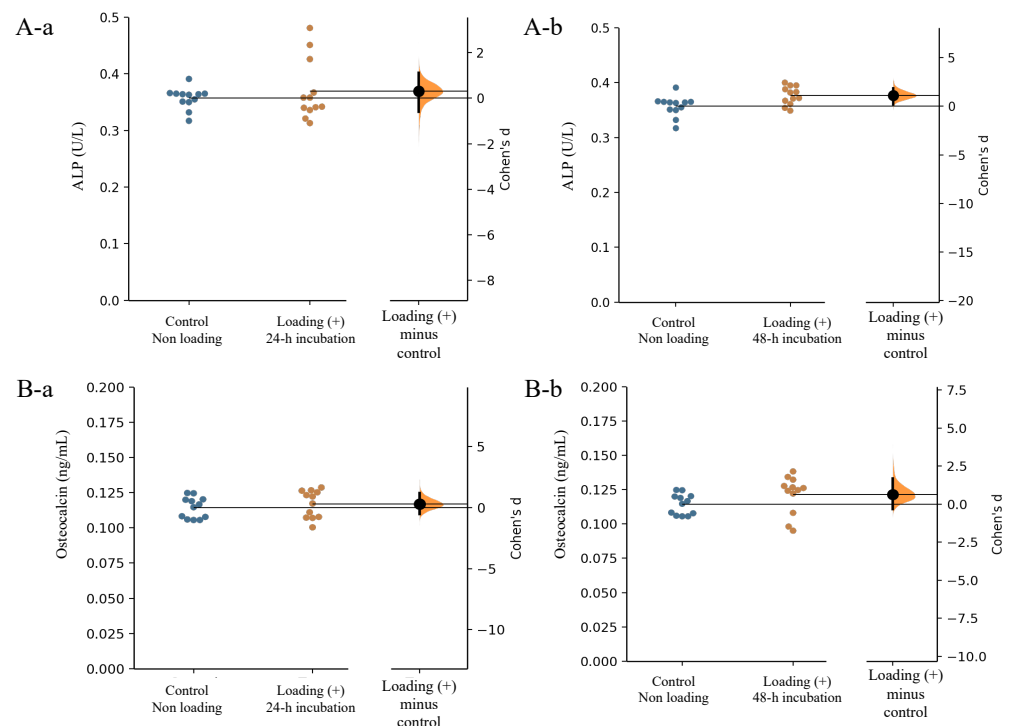 A-a
0.5
0.4
0.3
0.2
0.1
0.0
ALP (U/L)
2
0
−2
−4
−6
−8
Cohen's d
Control
Non loading
Loading (+)
24-h incubation
Loading (+)
minus
control
A-b
0.5
0.4
0.3
0.2
0.1
0.0
ALP (U/L)
5
0
−5
−10
−15
−20
Cohen's d
Control
Non loading
Loading (+)
48-h incubation
Loading (+)
minus
control
B-a
0.200
0.175
0.150
0.125
0.100
0.075
0.050
0.025
0.000
Osteocalcin (ng/mL)
5
0
−5
−10
Cohen's d
Control
Non loading
Loading (+)
24-h incubation
Loading (+)
minus
control
B-b
0.200
0.175
0.150
0.125
0.100
0.075
0.050
0.025
0.000
Osteocalcin (ng/mL)
7.5
5.0
2.5
0.0
−2.5
−5.0
−7.5
−10.0
Cohen's d
Control
Non loading
Loading (+)
48-h incubation
Loading (+)
minus
control